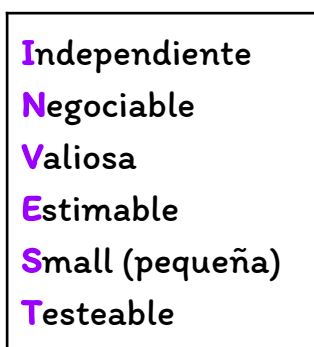 Independiente
Negociable
Valiosa
Estimable
Small (pequeña)
Testeable